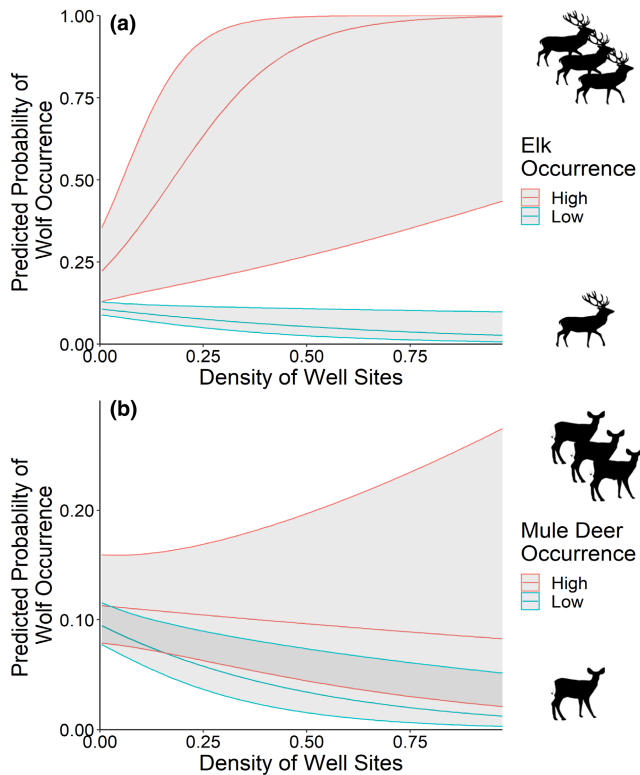 (a)
Predicted Probablilty of
Wolf Occurrence
1.00
0.75
0.50
0.25
0.00
0.00
0.25
0.50
0.75
Density of Well Sites
Elk
Occurrence
High
Low
(b)
Predicted Probablilty of
Wolf Occurrence
0.20
0.10
0.00
0.00
0.25
0.50
0.75
Density of Well Sites
Mule Deer
Occurrence
High
Low